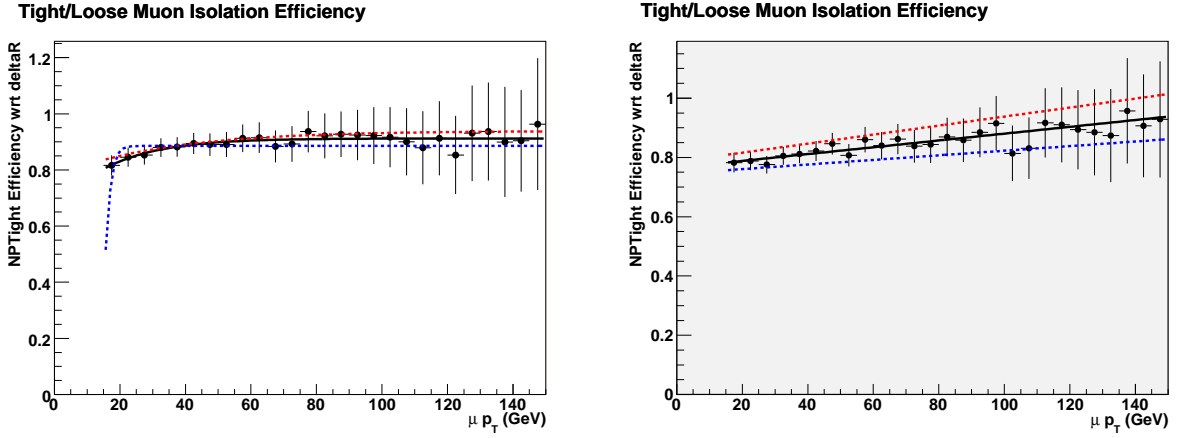 Tight/Loose Muon Isolation Efficiency
NPTight Efficiency wrt deltaR
1.2
1
0.8
0.6
0.4
0.2
0
0 20 40 60 80 100 120 140
μ pT (GeV)
Tight/Loose Muon Isolation Efficiency
NPTight Efficiency wrt deltaR
1
0.8
0.6
0.4
0.2
0
0 20 40 60 80 100 120 140
μ pT (GeV)